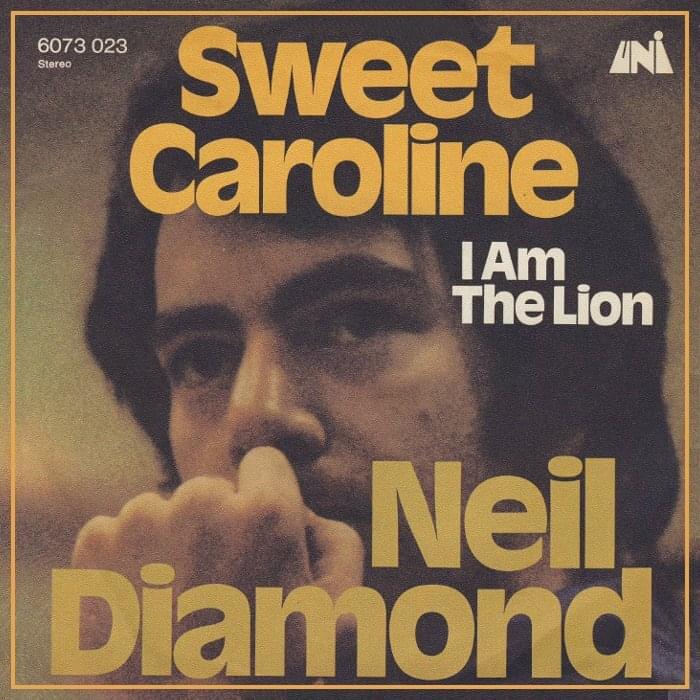 6073 023
Stereo
UNI
Sweet
Caroline
I Am
The Lion
Neil
Diamond